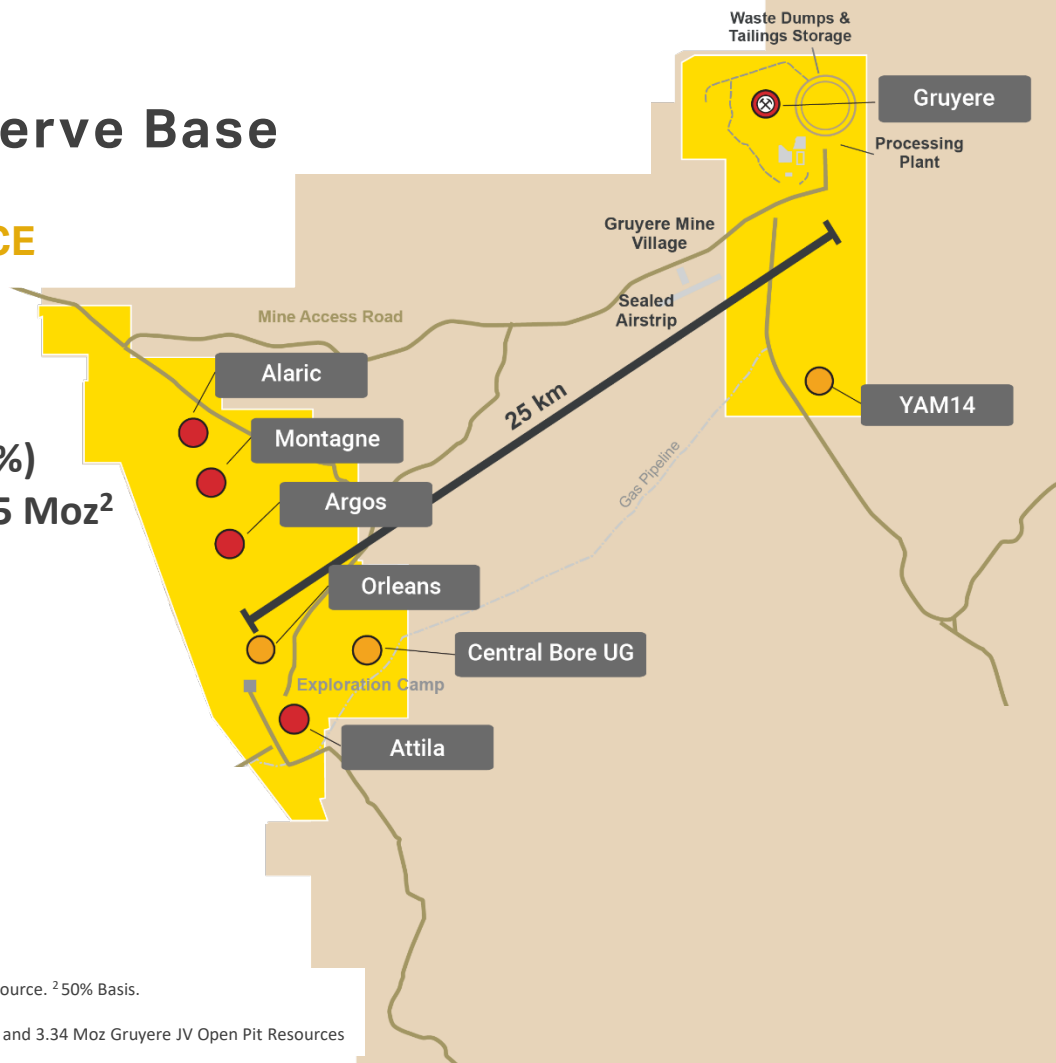 Waste Dumps &
Tailings Storage
Gruyere
erve Base
Processing
Plant
Gruyere Mine
Village
CE
Sealed
Airstrip
Mine Access Road
Alaric
25 km
YAM14
Montagne
%)
Gas Pipeline
Argos
5 Moz²
Orleans
Central Bore UG
Exploration Camp
Attila
ource. ² 50% Basis.
and 3.34 Moz Gruyere JV Open Pit Resources